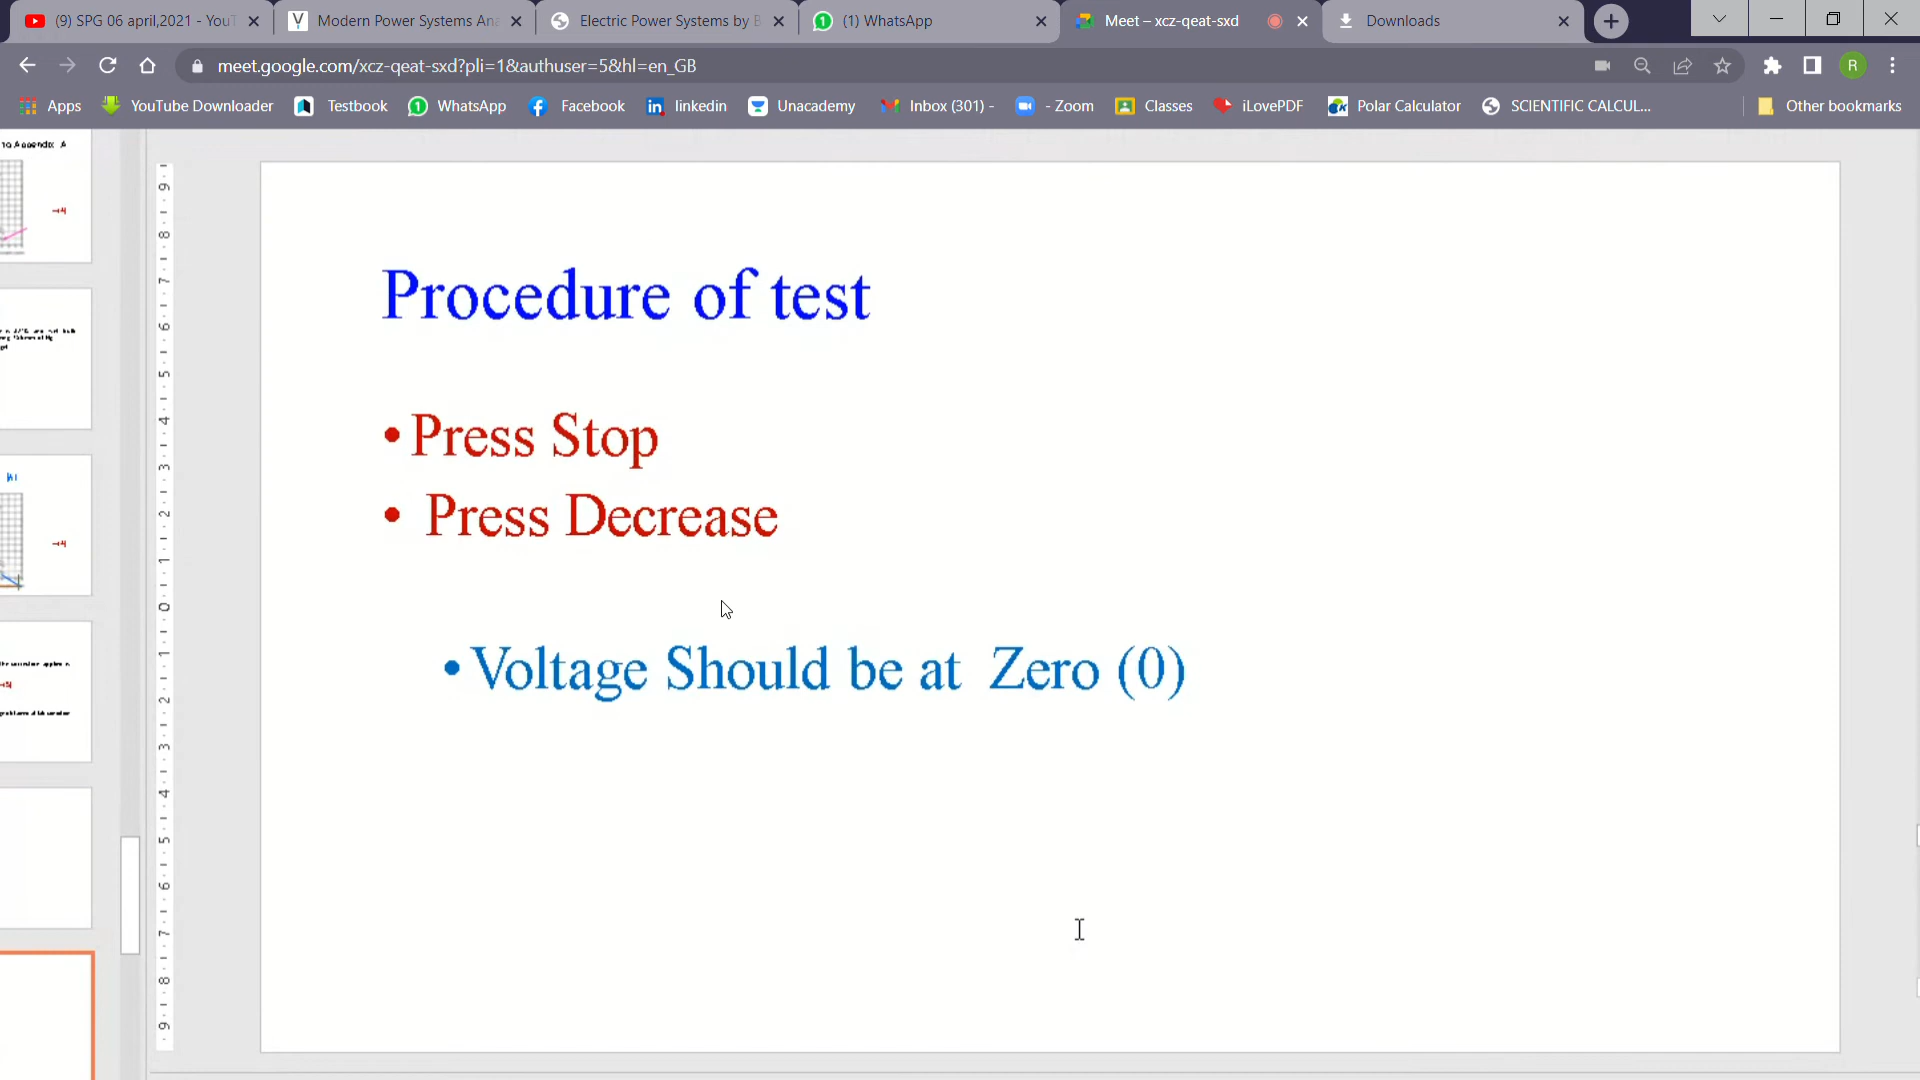 (9) SPG 06 april,2021 - YouT
Modern Power Systems Ana
Electric Power Systems by B
(1) WhatsApp
Meet – xcz-qeat-sxd
Downloads
meet.google.com/xcz-qeat-sxd?pli=1&authuser=5&hl=en_GB
R
Apps
YouTube Downloader
Testbook
WhatsApp
Facebook
linkedin
Unacademy
Inbox (301) -
- Zoom
Classes
iLovePDF
Polar Calculator
SCIENTIFIC CALCUL...
Other bookmarks
to Appendix A
Procedure of test
• Press Stop
• Press Decrease
• Voltage Should be at Zero (0)